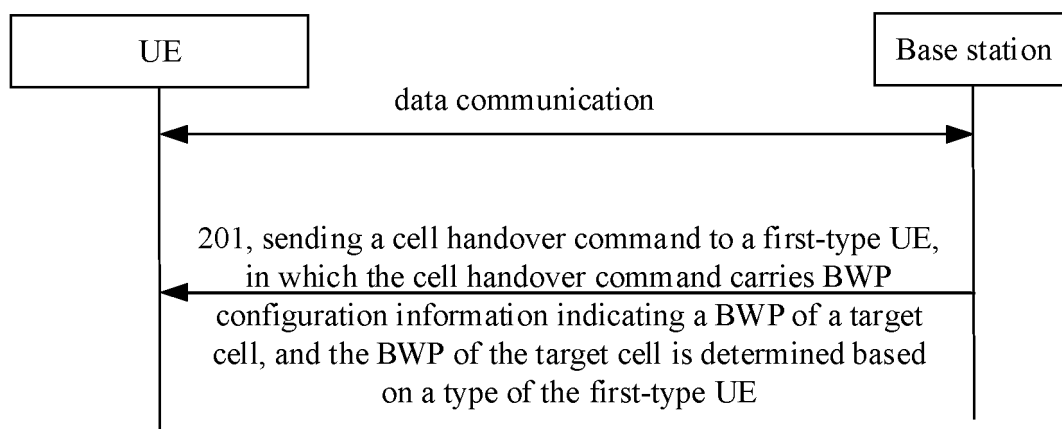 UE
Base station
data communication
201, sending a cell handover command to a first-type UE,
in which the cell handover command carries BWP
configuration information indicating a BWP of a target
cell, and the BWP of the target cell is determined based
on a type of the first-type UE